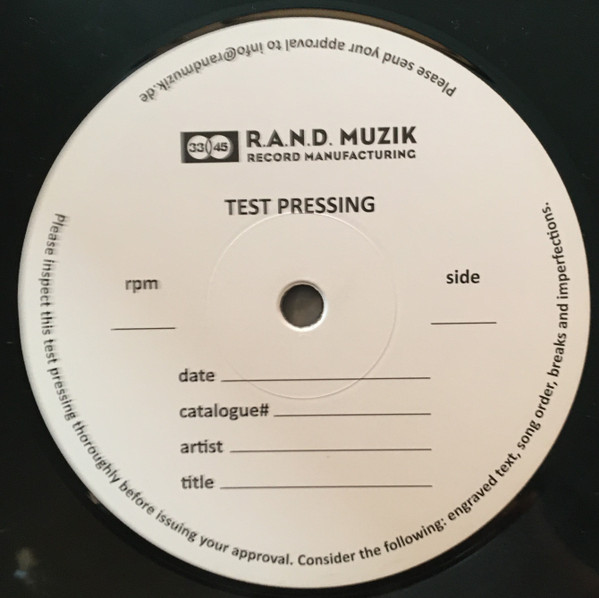 Please send your approval to info@randmuzik.de
33 45
R.A.N.D. MUZIK
RECORD MANUFACTURING
TEST PRESSING
rpm
side
date
catalogue#
artist
title
please inspect this test pressing thoroughly before issuing your approval. Consider the following: engraved text, song order, breaks and imperfections.